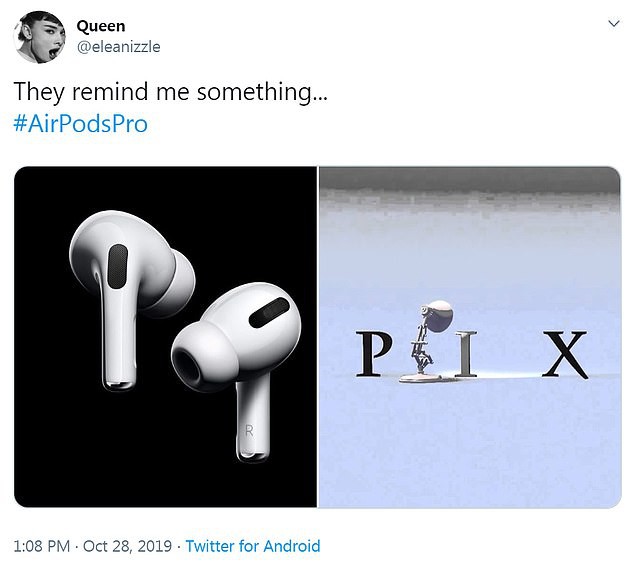 Queen
@eleanizzle
They remind me something...
#AirPodsPro
R
P I X
1:08 PM · Oct 28, 2019 · Twitter for Android